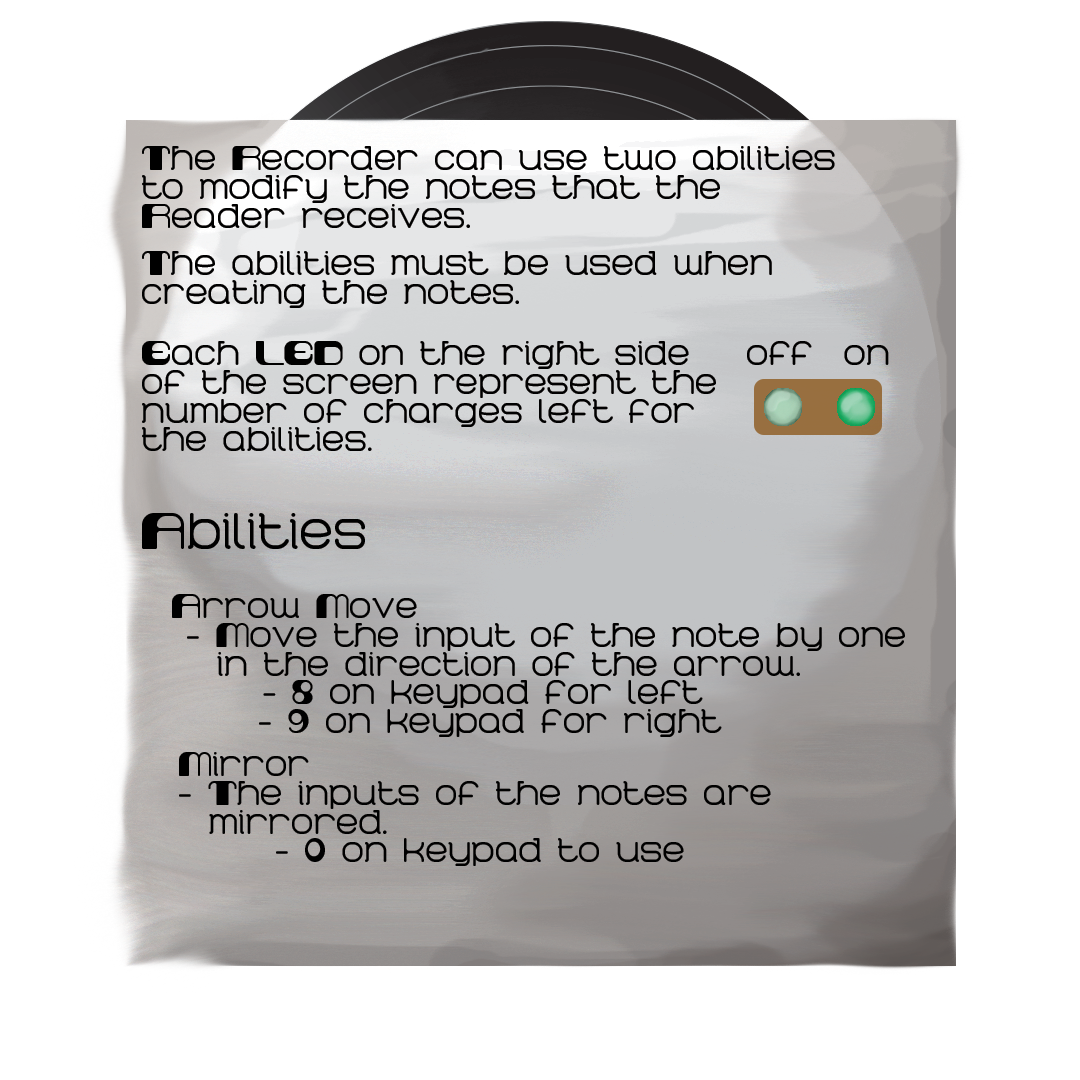 The Recorder can use two abilities
to modify the notes that the
Reader receives.
The abilities must be used when
creating the notes.
Each LED on the right side
of the screen represent the
number of charges left for
the abilities.
off on
Abilities
Arrow Move
- Move the input of the note by one
in the direction of the arrow.
- 8 on keypad for left
- 9 on keypad for right
Mirror
- The inputs of the notes are
mirrored.
- 0 on keypad to use